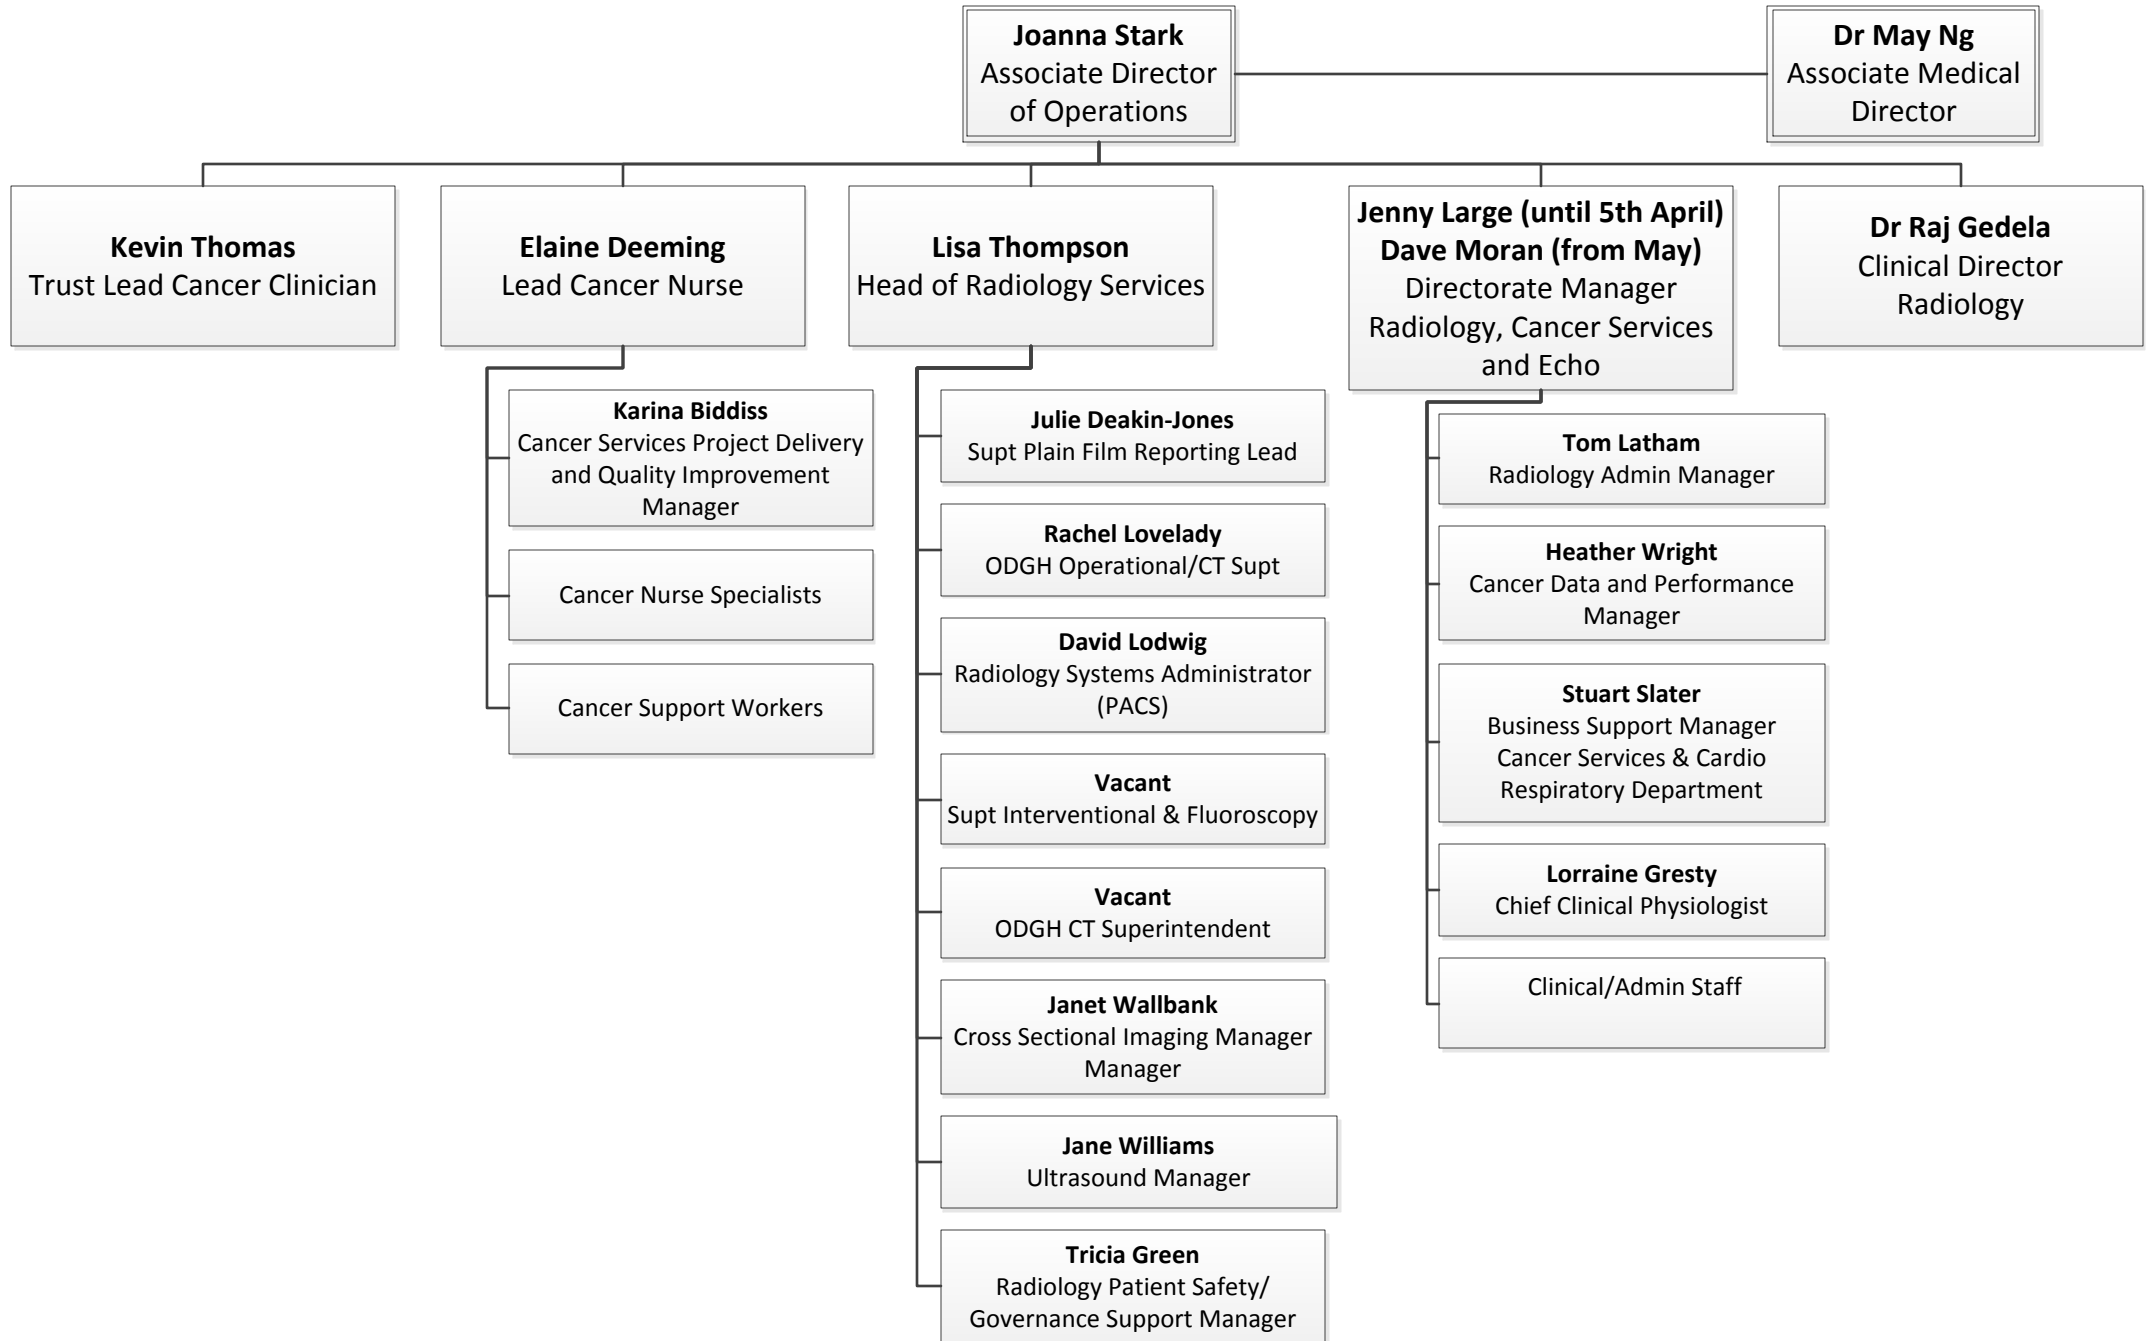 Joanna Stark
Associate Director
of Operations
Dr May Ng
Associate Medical
Director
Kevin Thomas
Trust Lead Cancer Clinician
Elaine Deeming
Lead Cancer Nurse
Lisa Thompson
Head of Radiology Services
Jenny Large (until 5th April)
Dave Moran (from May)
Directorate Manager
Radiology, Cancer Services
and Echo
Dr Raj Gedela
Clinical Director
Radiology
Karina Biddiss
Cancer Services Project Delivery
and Quality Improvement
Manager
Cancer Nurse Specialists
Cancer Support Workers
Julie Deakin-Jones
Supt Plain Film Reporting Lead
Rachel Lovelady
ODGH Operational/CT Supt
David Lodwig
Radiology Systems Administrator
(PACS)
Vacant
Supt Interventional & Fluoroscopy
Vacant
ODGH CT Superintendent
Janet Wallbank
Cross Sectional Imaging Manager
Manager
Jane Williams
Ultrasound Manager
Tricia Green
Radiology Patient Safety/
Governance Support Manager
Tom Latham
Radiology Admin Manager
Heather Wright
Cancer Data and Performance
Manager
Stuart Slater
Business Support Manager
Cancer Services & Cardio
Respiratory Department
Lorraine Gresty
Chief Clinical Physiologist
Clinical/Admin Staff